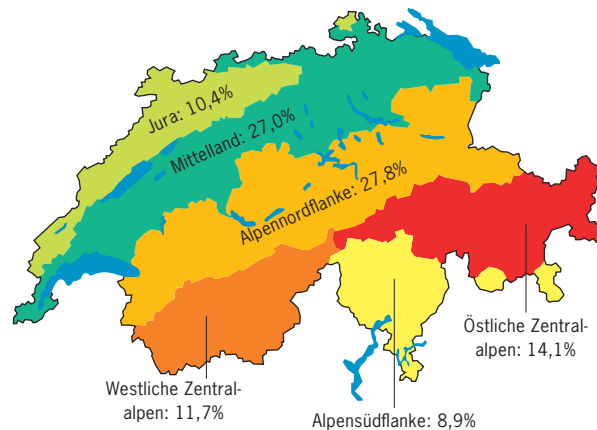 Jura: 10,4%
Mittelland: 27,0%
Alpennordflanke: 27,8%
Östliche Zentral-
alpen: 14,1%
Westliche Zentral-
alpen: 11,7%
Alpensüdflanke: 8,9%